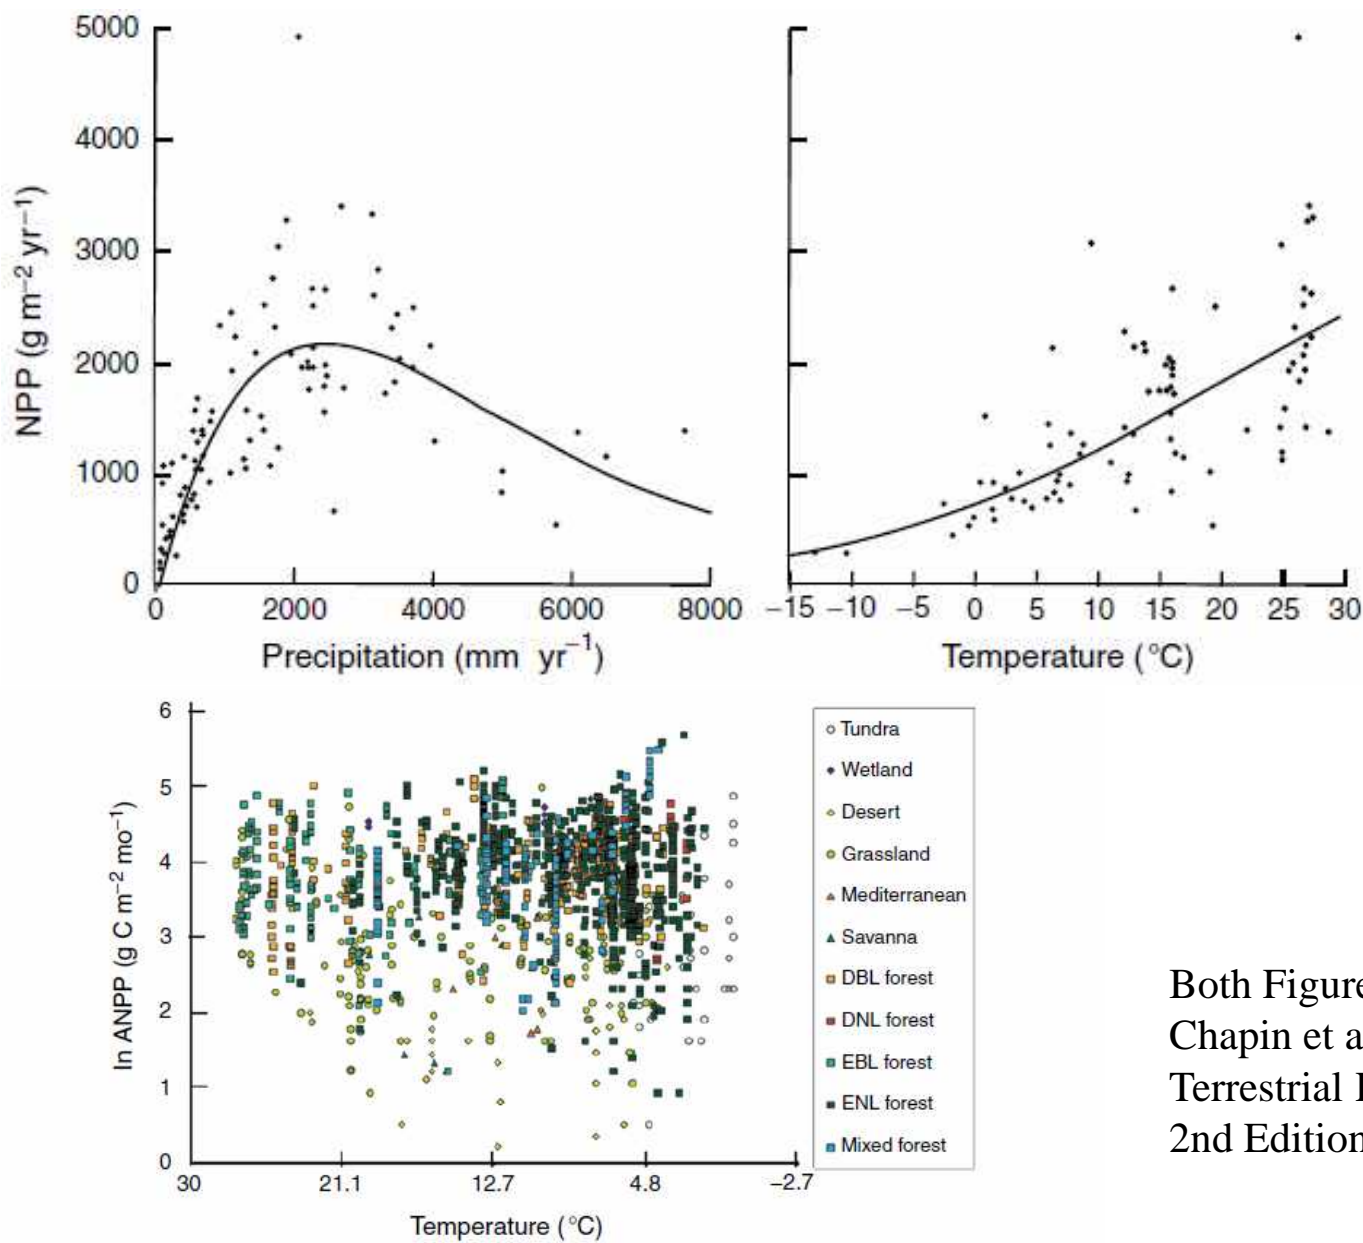 5000
4000
3000
2000
1000
0
NPP (g m−2 yr−1)
0 2000 4000 6000 8000
Precipitation (mm yr−1)
−15 −10 −5 0 5 10 15 20 25 30
Temperature (°C)
6
5
4
3
2
1
0
ln ANPP (g C m−2 mo−1)
30 21.1 12.7 4.8 −2.7
Temperature (°C)
Tundra
Wetland
Desert
Grassland
Mediterranean
Savanna
DBL forest
DNL forest
EBL forest
ENL forest
Mixed forest
Both Figure
Chapin et a
Terrestrial
2nd Edition